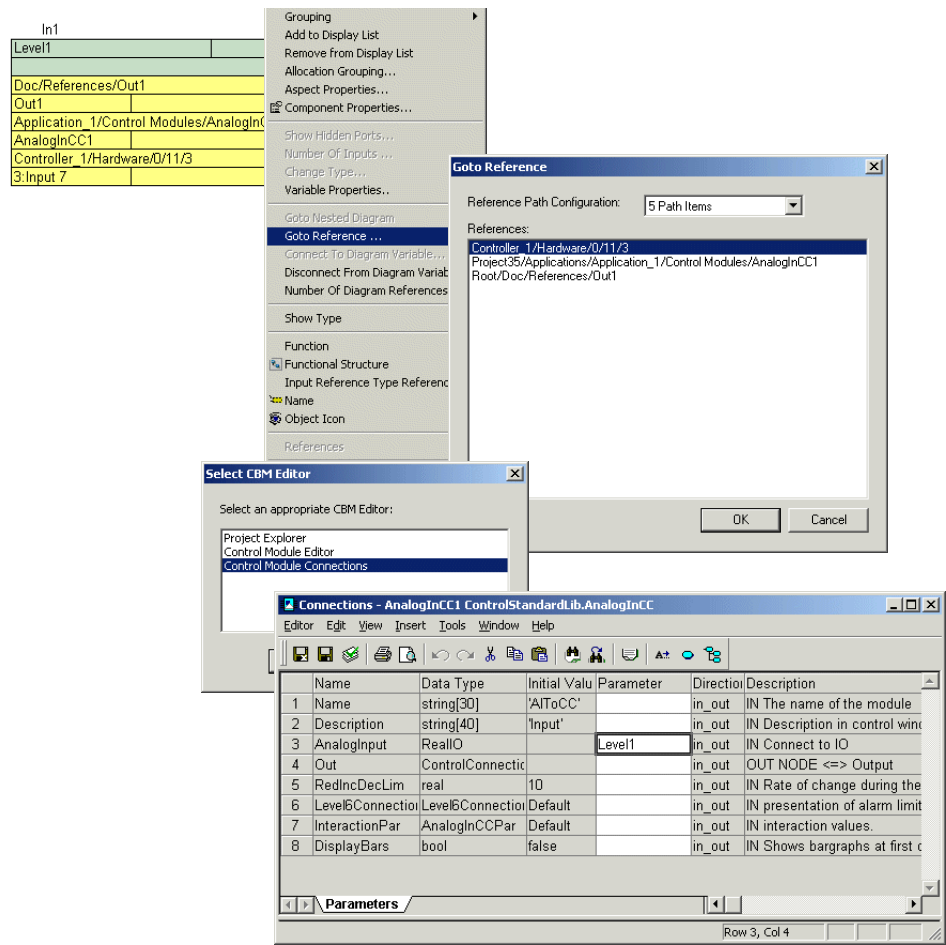 In1
Level1
Doc/References/Out1
Out1
Application_1/Control Modules/AnalogIn
AnalogInCC1
Controller_1/Hardware/0/11/3
3:Input 7
Grouping
Add to Display List
Remove from Display List
Allocation Grouping...
Aspect Properties...
Component Properties...
Show Hidden Ports...
Number Of Inputs ...
Change Type...
Variable Properties..
Goto Nested Diagram
Goto Reference ...
Connect To Diagram Variable...
Disconnect From Diagram Variab
Number Of Diagram References
Show Type
Function
Functional Structure
Input Reference Type Referenc
Name
Object Icon
References
Goto Reference
Reference Path Configuration: 5 Path Items
References:
Controller_1/Hardware/0/11/3
Project35/Applications/Application_1/Control Modules/AnalogInCC1
Root/Doc/References/Out1
OK Cancel
Select CBM Editor
Select an appropriate CBM Editor:
Project Explorer
Control Module Editor
Control Module Connections
Connections - AnalogInCC1 ControlStandardLib.AnalogInCC
Editor Edit View Insert Tools Window Help
Name Data Type Initial Valu Parameter Direction Description
1 Name string[30] 'AIToCC' in_out IN The name of the module
2 Description string[40] 'Input' in_out IN Description in control wind
3 AnalogInput RealIO Level1 in_out IN Connect to IO
4 Out ControlConnectic in_out OUT NODE <=> Output
5 RedIncDecLim real 10 in_out IN Rate of change during the
6 Level6Connection Level6Connection Default in_out IN presentation of alarm limit
7 InteractionPar AnalogInCCPar Default in_out IN interaction values.
8 DisplayBars bool false in_out IN Shows bargraphs at first
Parameters
Row 3, Col 4